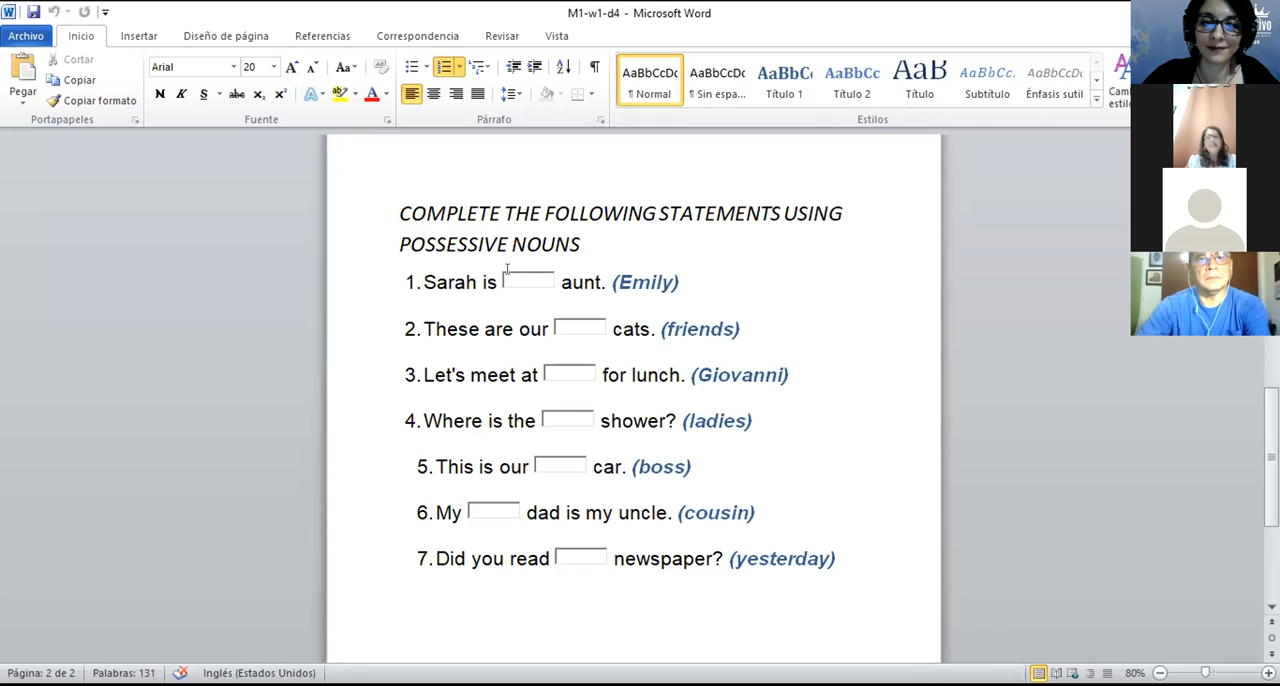 M1-w1-d4 - Microsoft Word
Archivo Inicio Insertar Diseño de página Referencias Correspondencia Revisar Vista
Pegar
Cortar
Copiar
Copiar formato
Portapapeles
Arial 20
N K S abc x₂ x²
Fuente
Párrafo
AaBbCcDc AaBbCcDc AaBbC AaBbCc AaB AaBbCc. AaBbCcDc
¶ Normal ¶ Sin espa... Título 1 Título 2 Título Subtítulo Énfasis sutil
Estilos
COMPLETE THE FOLLOWING STATEMENTS USING
POSSESSIVE NOUNS
1. Sarah is aunt. (Emily)
2. These are our cats. (friends)
3. Let's meet at for lunch. (Giovanni)
4. Where is the shower? (ladies)
5. This is our car. (boss)
6. My dad is my uncle. (cousin)
7. Did you read newspaper? (yesterday)
Página: 2 de 2 Palabras: 131 Inglés (Estados Unidos) 80%